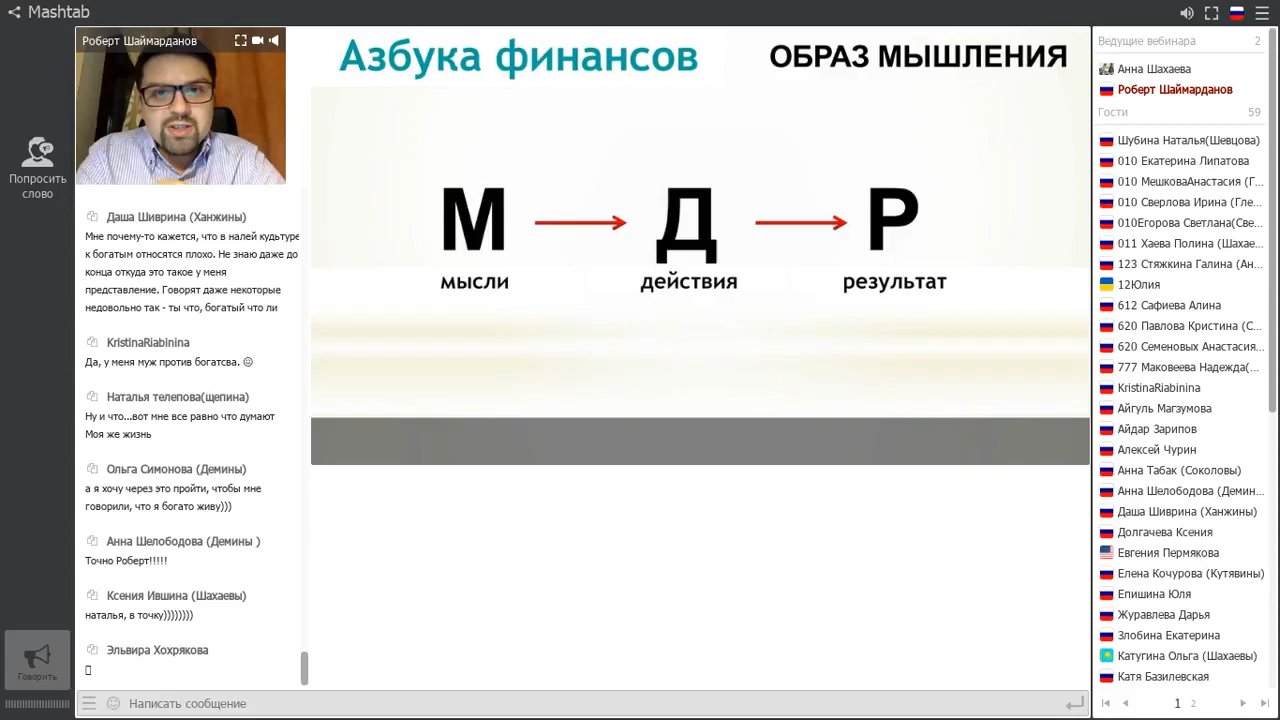 Mashtab
Роберт Шаймарданов
Попросить
слово
Говорить
Даша Шиврина (Ханжины)
Мне почему-то кажется, что в налей кудьтуре
к богатым относятся плохо. Не знаю даже до
конца откуда это такое у меня
представление. Говорят даже некоторые
недовольно так - ты что, богатый что ли
KristinaRiabinina
Да, у меня муж против богатсва.
Наталья телепова(щепина)
Ну и что...вот мне все равно что думают
Моя же жизнь
Ольга Симонова (Демины)
а я хочу через это пройти, чтобы мне
говорили, что я богато живу)))
Анна Шелободова (Демины )
Точно Роберт!!!!!
Ксения Ившина (Шахаевы)
наталья, в точку))))))))
Эльвира Хохрякова
Написать сообщение
Азбука финансов
ОБРАЗ МЫШЛЕНИЯ
М Д Р
мысли действия результат
Ведущие вебинара 2
Анна Шахаева
Роберт Шаймарданов
Гости 59
Шубина Наталья(Шевцова)
010 Екатерина Липатова
010 МешковаАнастасия (Г...
010 Сверлова Ирина (Гле...
010Егорова Светлана(Све...
011 Хаева Полина (Шахае...
123 Стяжкина Галина (Ан...
12Юлия
612 Сафиева Алина
620 Павлова Кристина (С...
620 Семеновых Анастасия...
777 Маковеева Надежда(...
KristinaRiabinina
Айгуль Магзумова
Айдар Зарипов
Алексей Чурин
Анна Табак (Соколовы)
Анна Шелободова (Демин...
Даша Шиврина (Ханжины)
Долгачева Ксения
Евгения Пермякова
Елена Кочурова (Кутявины)
Епишина Юля
Журавлева Дарья
Злобина Екатерина
Катугина Ольга (Шахаевы)
Катя Базилевская
1 2